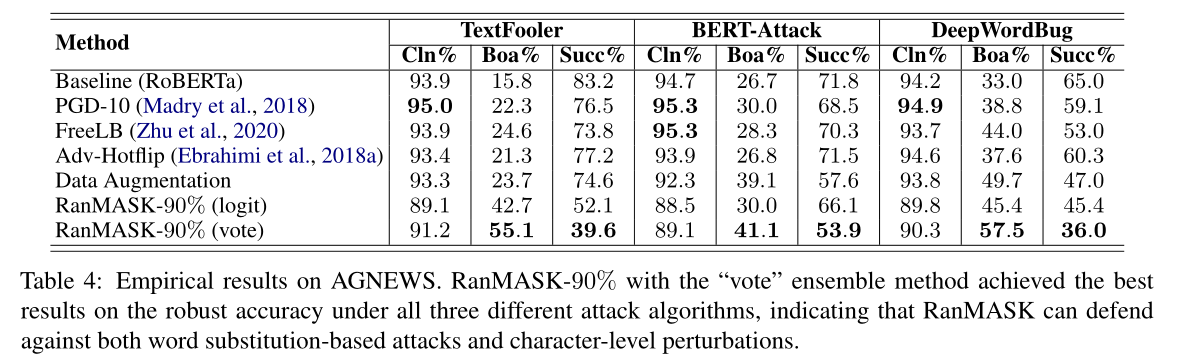 Method TextFooler BERT-Attack DeepWordBug
Cln% Boa% Succ% Cln% Boa% Succ% Cln% Boa% Succ%
Baseline (RoBERTa) 93.9 15.8 83.2 94.7 26.7 71.8 94.2 33.0 65.0
PGD-10 (Madry et al., 2018) 95.0 22.3 76.5 95.3 30.0 68.5 94.9 38.8 59.1
FreeLB (Zhu et al., 2020) 93.9 24.6 73.8 95.3 28.3 70.3 93.7 44.0 53.0
Adv-Hotflip (Ebrahimi et al., 2018a) 93.4 21.3 77.2 93.9 26.8 71.5 94.6 37.6 60.3
Data Augmentation 93.3 23.7 74.6 92.3 39.1 57.6 93.8 49.7 47.0
RanMASK-90% (logit) 89.1 42.7 52.1 88.5 30.0 66.1 89.8 45.4 45.4
RanMASK-90% (vote) 91.2 55.1 39.6 89.1 41.1 53.9 90.3 57.5 36.0
Table 4: Empirical results on AGNEWS. RanMASK-90% with the “vote” ensemble method achieved the best
results on the robust accuracy under all three different attack algorithms, indicating that RanMASK can defend
against both word substitution-based attacks and character-level perturbations.